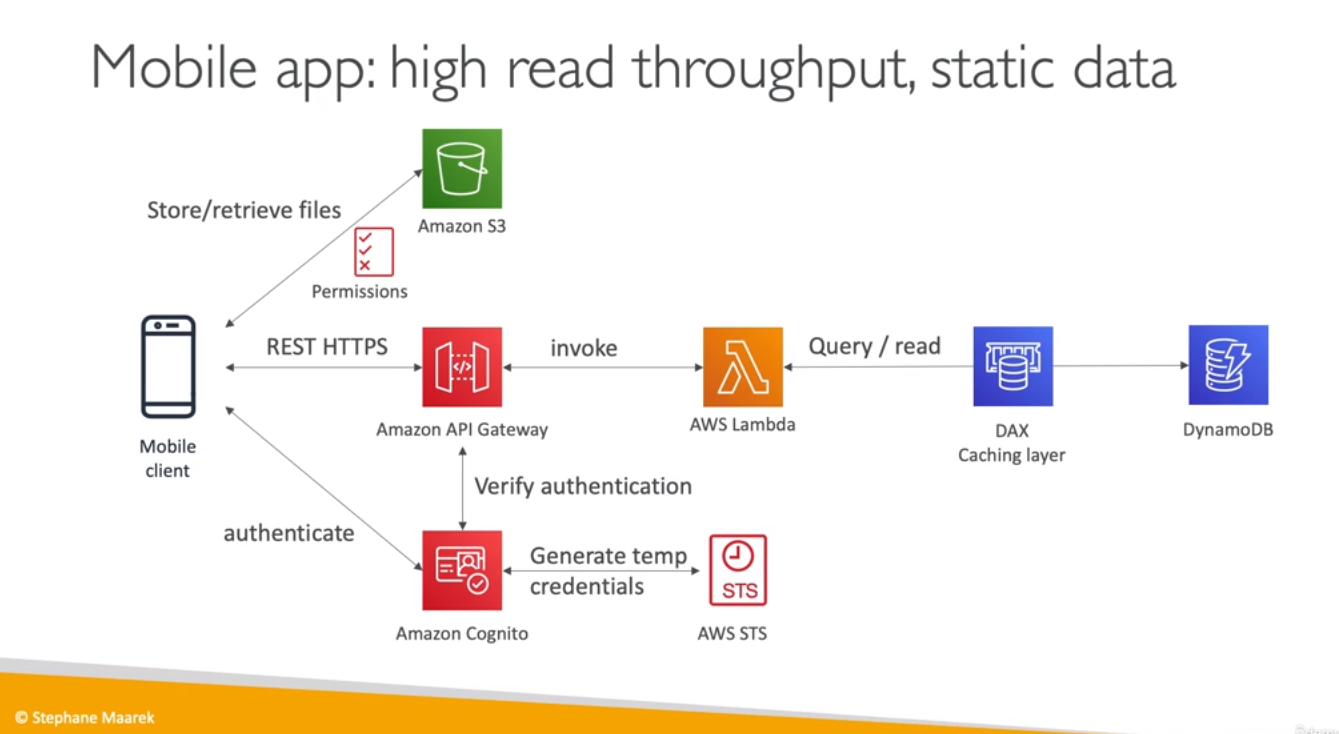 Mobile app: high read throughput, static data
Store/retrieve files
Amazon S3
Permissions
REST HTTPS
invoke
Query / read
Mobile
client
Amazon API Gateway
AWS Lambda
DAX
Caching layer
DynamoDB
Verify authentication
authenticate
Generate temp
credentials
STS
Amazon Cognito
AWS STS
© Stephane Maarek